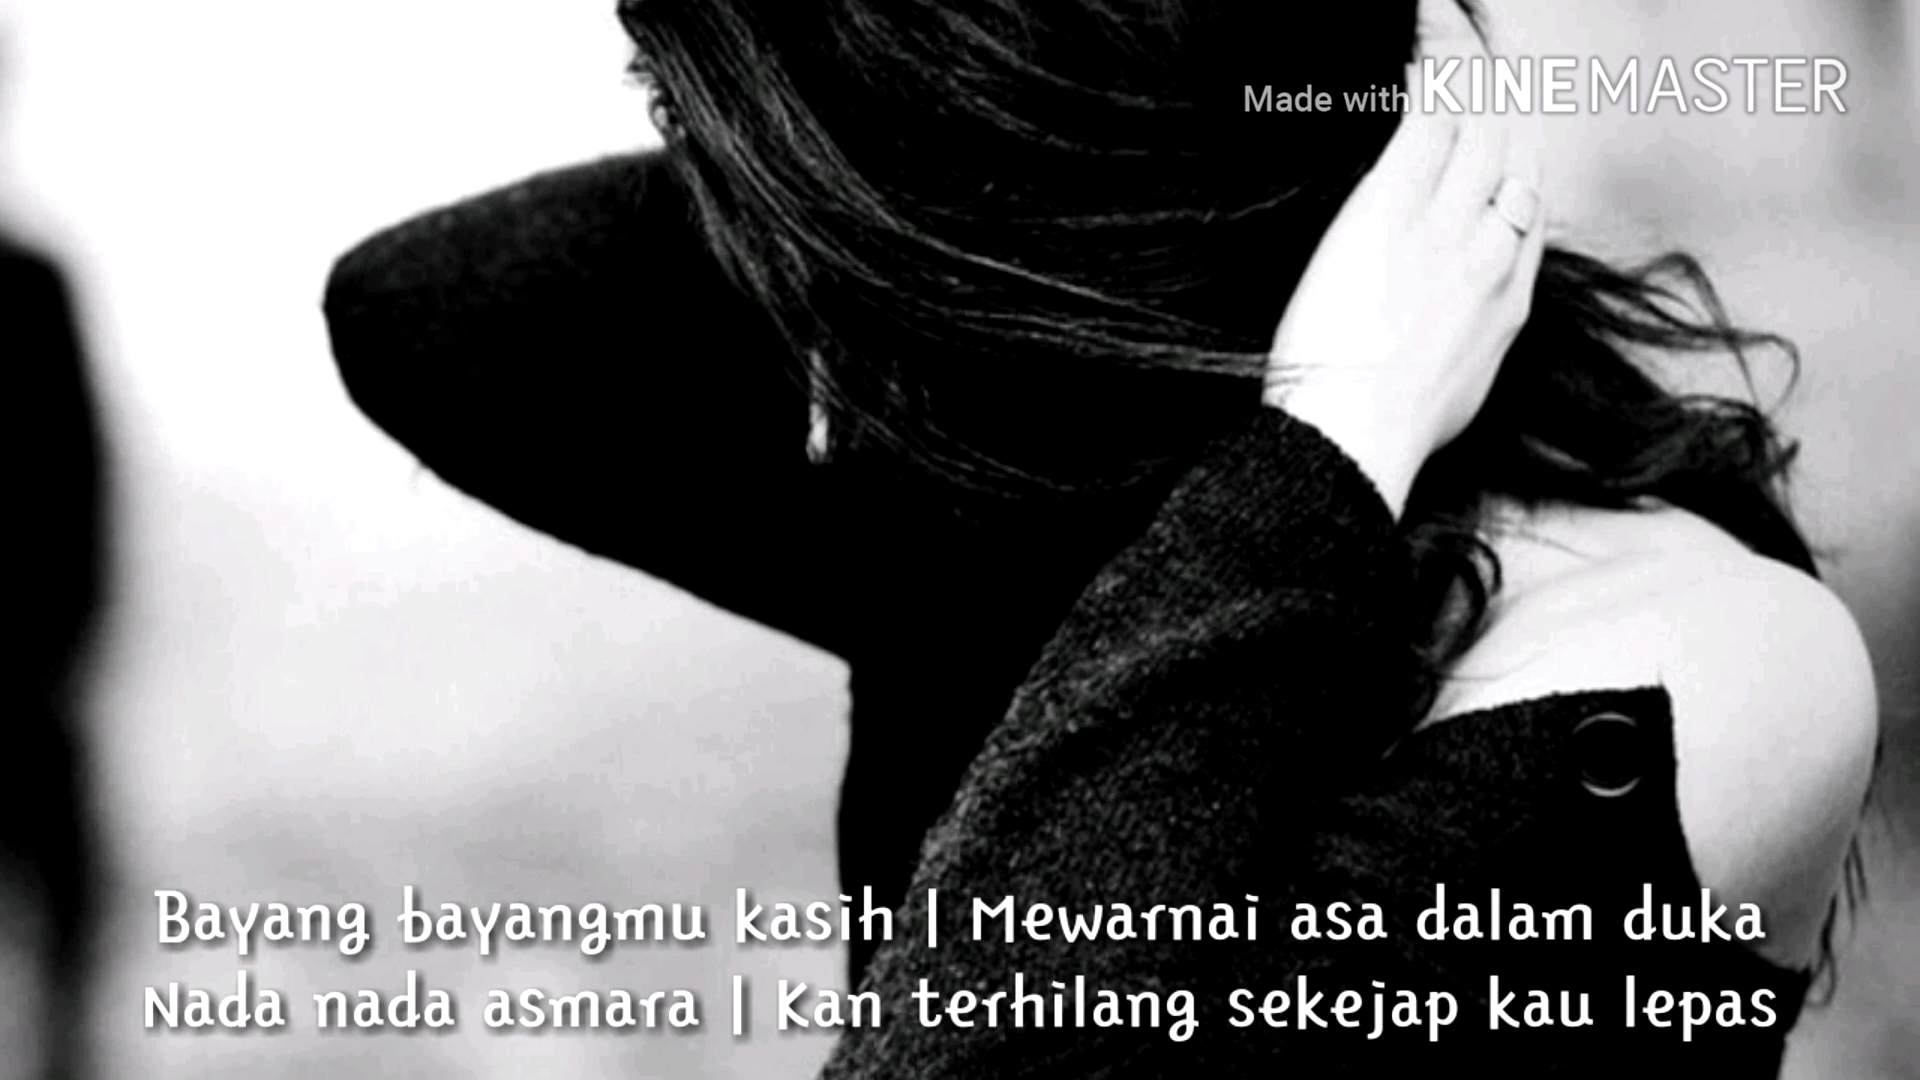 Made with KINEMASTER
Bayang bayangmu kasih | Mewarnai asa dalam duka
Nada nada asmara | Kan terhilang sekejap kau lepas